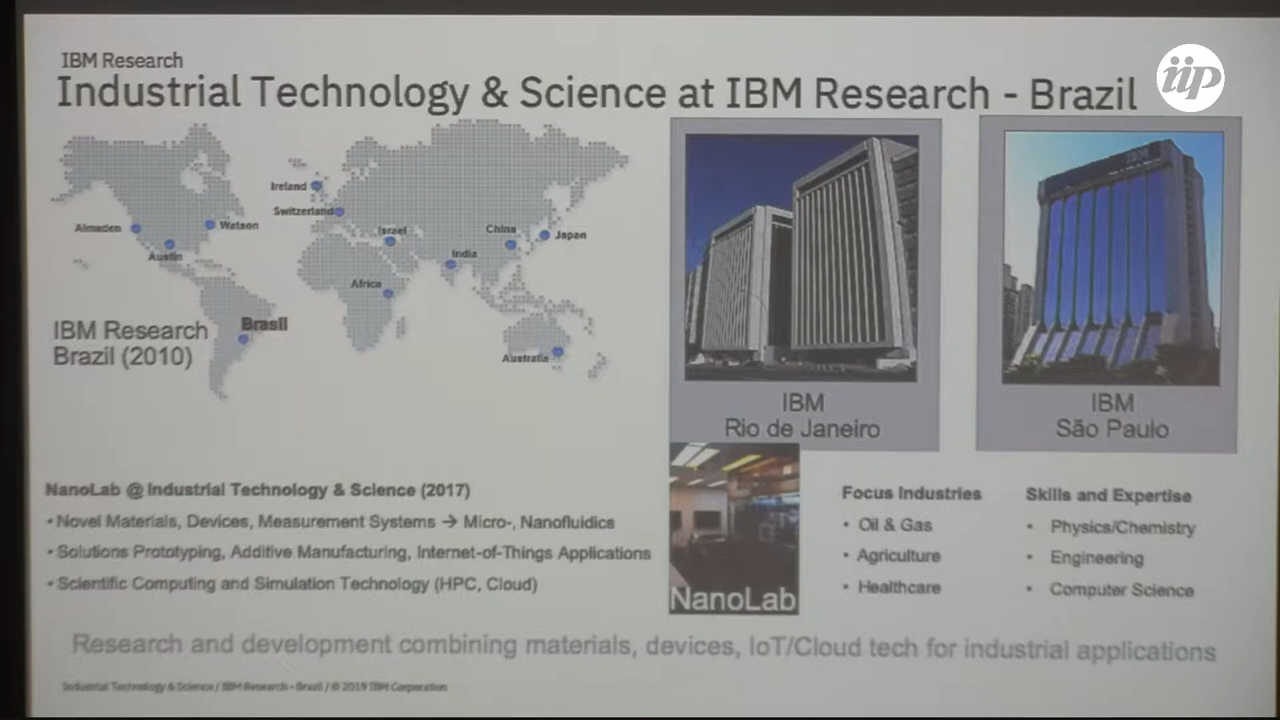 IBM Research
Industrial Technology & Science at IBM Research - Brazil
iip
Ireland
Switzerland
Almaden
Watson
Israel
China
Japan
Austin
India
Africa
Brasil
IBM Research
Brazil (2010)
Australia
IBM
IBM
Rio de Janeiro
IBM
São Paulo
NanoLab @ Industrial Technology & Science (2017)
• Novel Materials, Devices, Measurement Systems → Micro-, Nanofluidics
• Solutions Prototyping, Additive Manufacturing, Internet-of-Things Applications
• Scientific Computing and Simulation Technology (HPC, Cloud)
NanoLab
Focus Industries
• Oil & Gas
• Agriculture
• Healthcare
Skills and Expertise
• Physics/Chemistry
• Engineering
• Computer Science
Research and development combining materials, devices, IoT/Cloud tech for industrial applications
Industrial Technology & Science / IBM Research - Brazil / © 2019 IBM Corporation